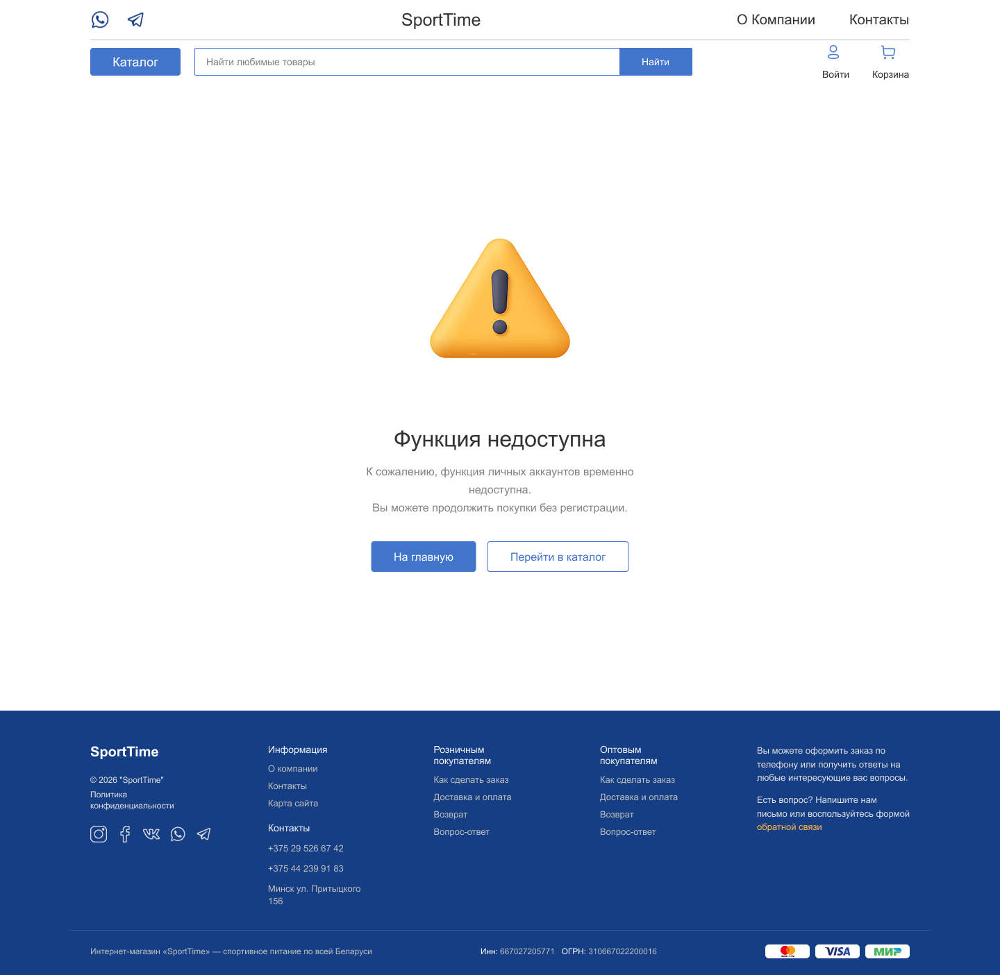 SportTime
О Компании
Контакты
Каталог
Найти любимые товары
Найти
Войти
Корзина
Функция недоступна
К сожалению, функция личных аккаунтов временно
недоступна.
Вы можете продолжить покупки без регистрации.
На главную
Перейти в каталог
SportTime
© 2026 "SportTime"
Политика
конфиденциальности
Информация
О компании
Контакты
Карта сайта
Контакты
+375 29 526 67 42
+375 44 239 91 83
Минск ул. Притыцкого
156
Розничным
покупателям
Как сделать заказ
Доставка и оплата
Возврат
Вопрос-ответ
Оптовым
покупателям
Как сделать заказ
Доставка и оплата
Возврат
Вопрос-ответ
Вы можете оформить заказ по
телефону или получить ответы на
любые интересующие вас вопросы.
Есть вопрос? Напишите нам
письмо или воспользуйтесь формой
обратной связи
Интернет-магазин «SportTime» — спортивное питание по всей Беларуси
Инн: 667027205771 ОГРН: 310667022200016
VISA
МИР